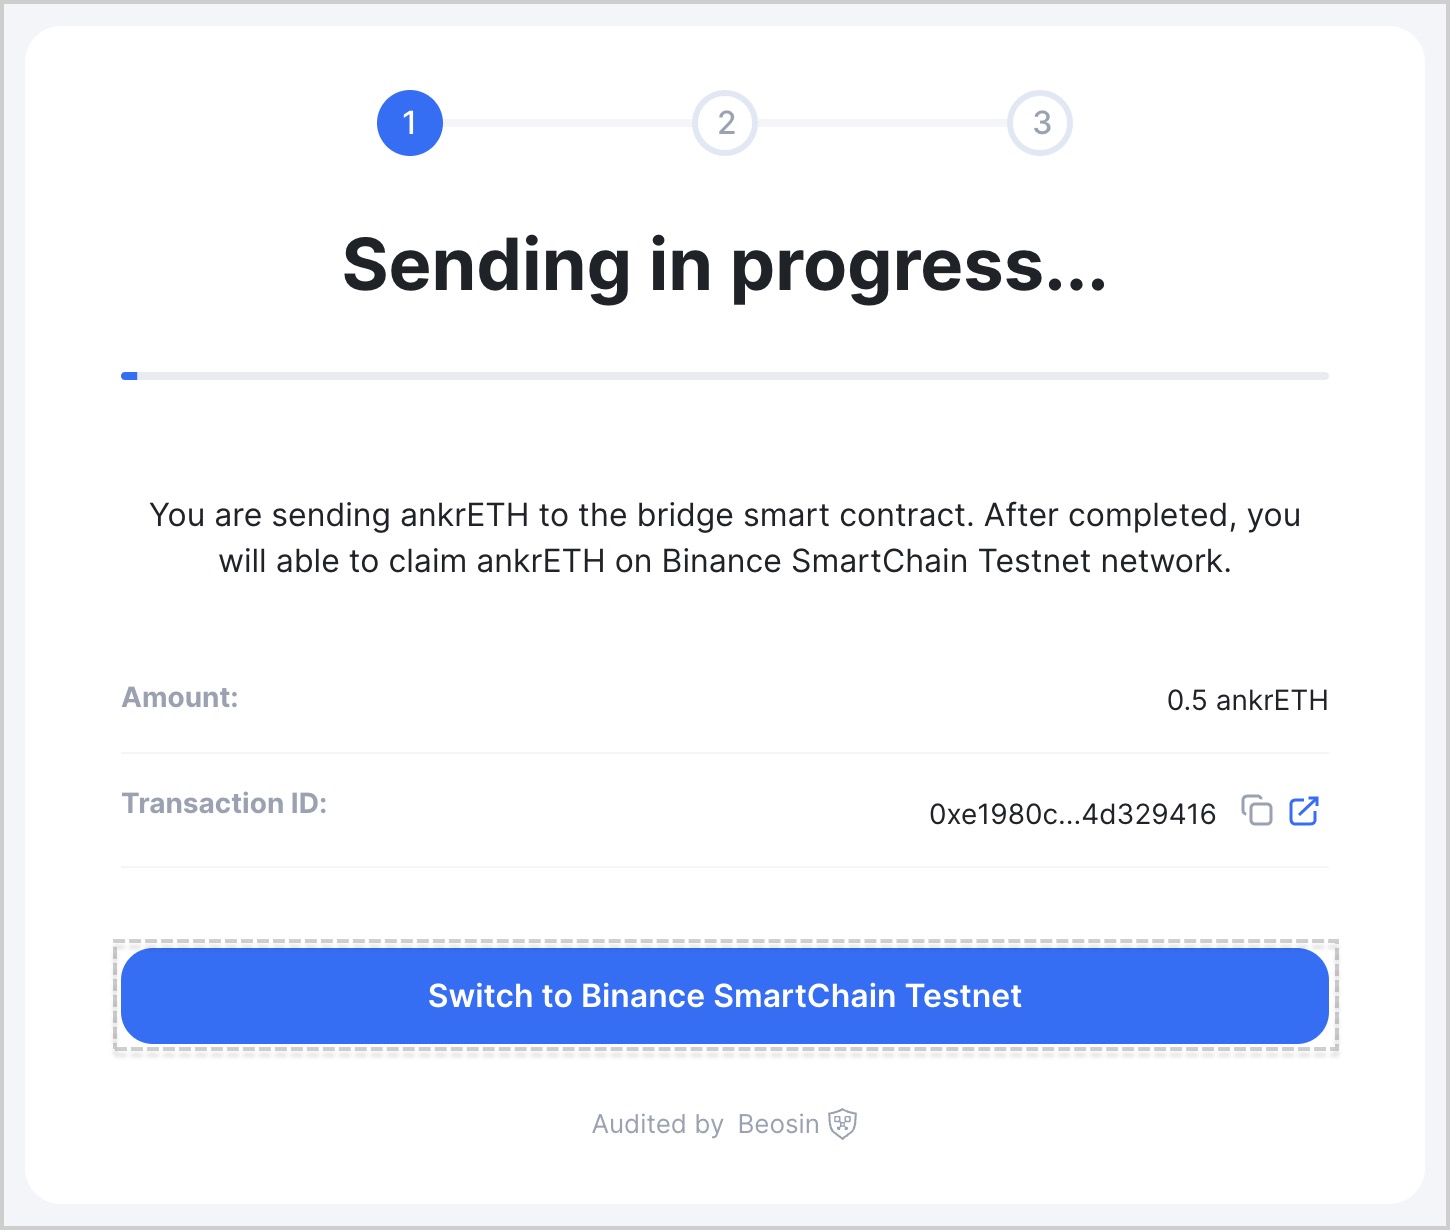 1 2 3
Sending in progress...
You are sending ankrETH to the bridge smart contract. After completed, you
will able to claim ankrETH on Binance SmartChain Testnet network.
Amount: 0.5 ankrETH
Transaction ID: 0xe1980c...4d329416
Switch to Binance SmartChain Testnet
Audited by Beosin